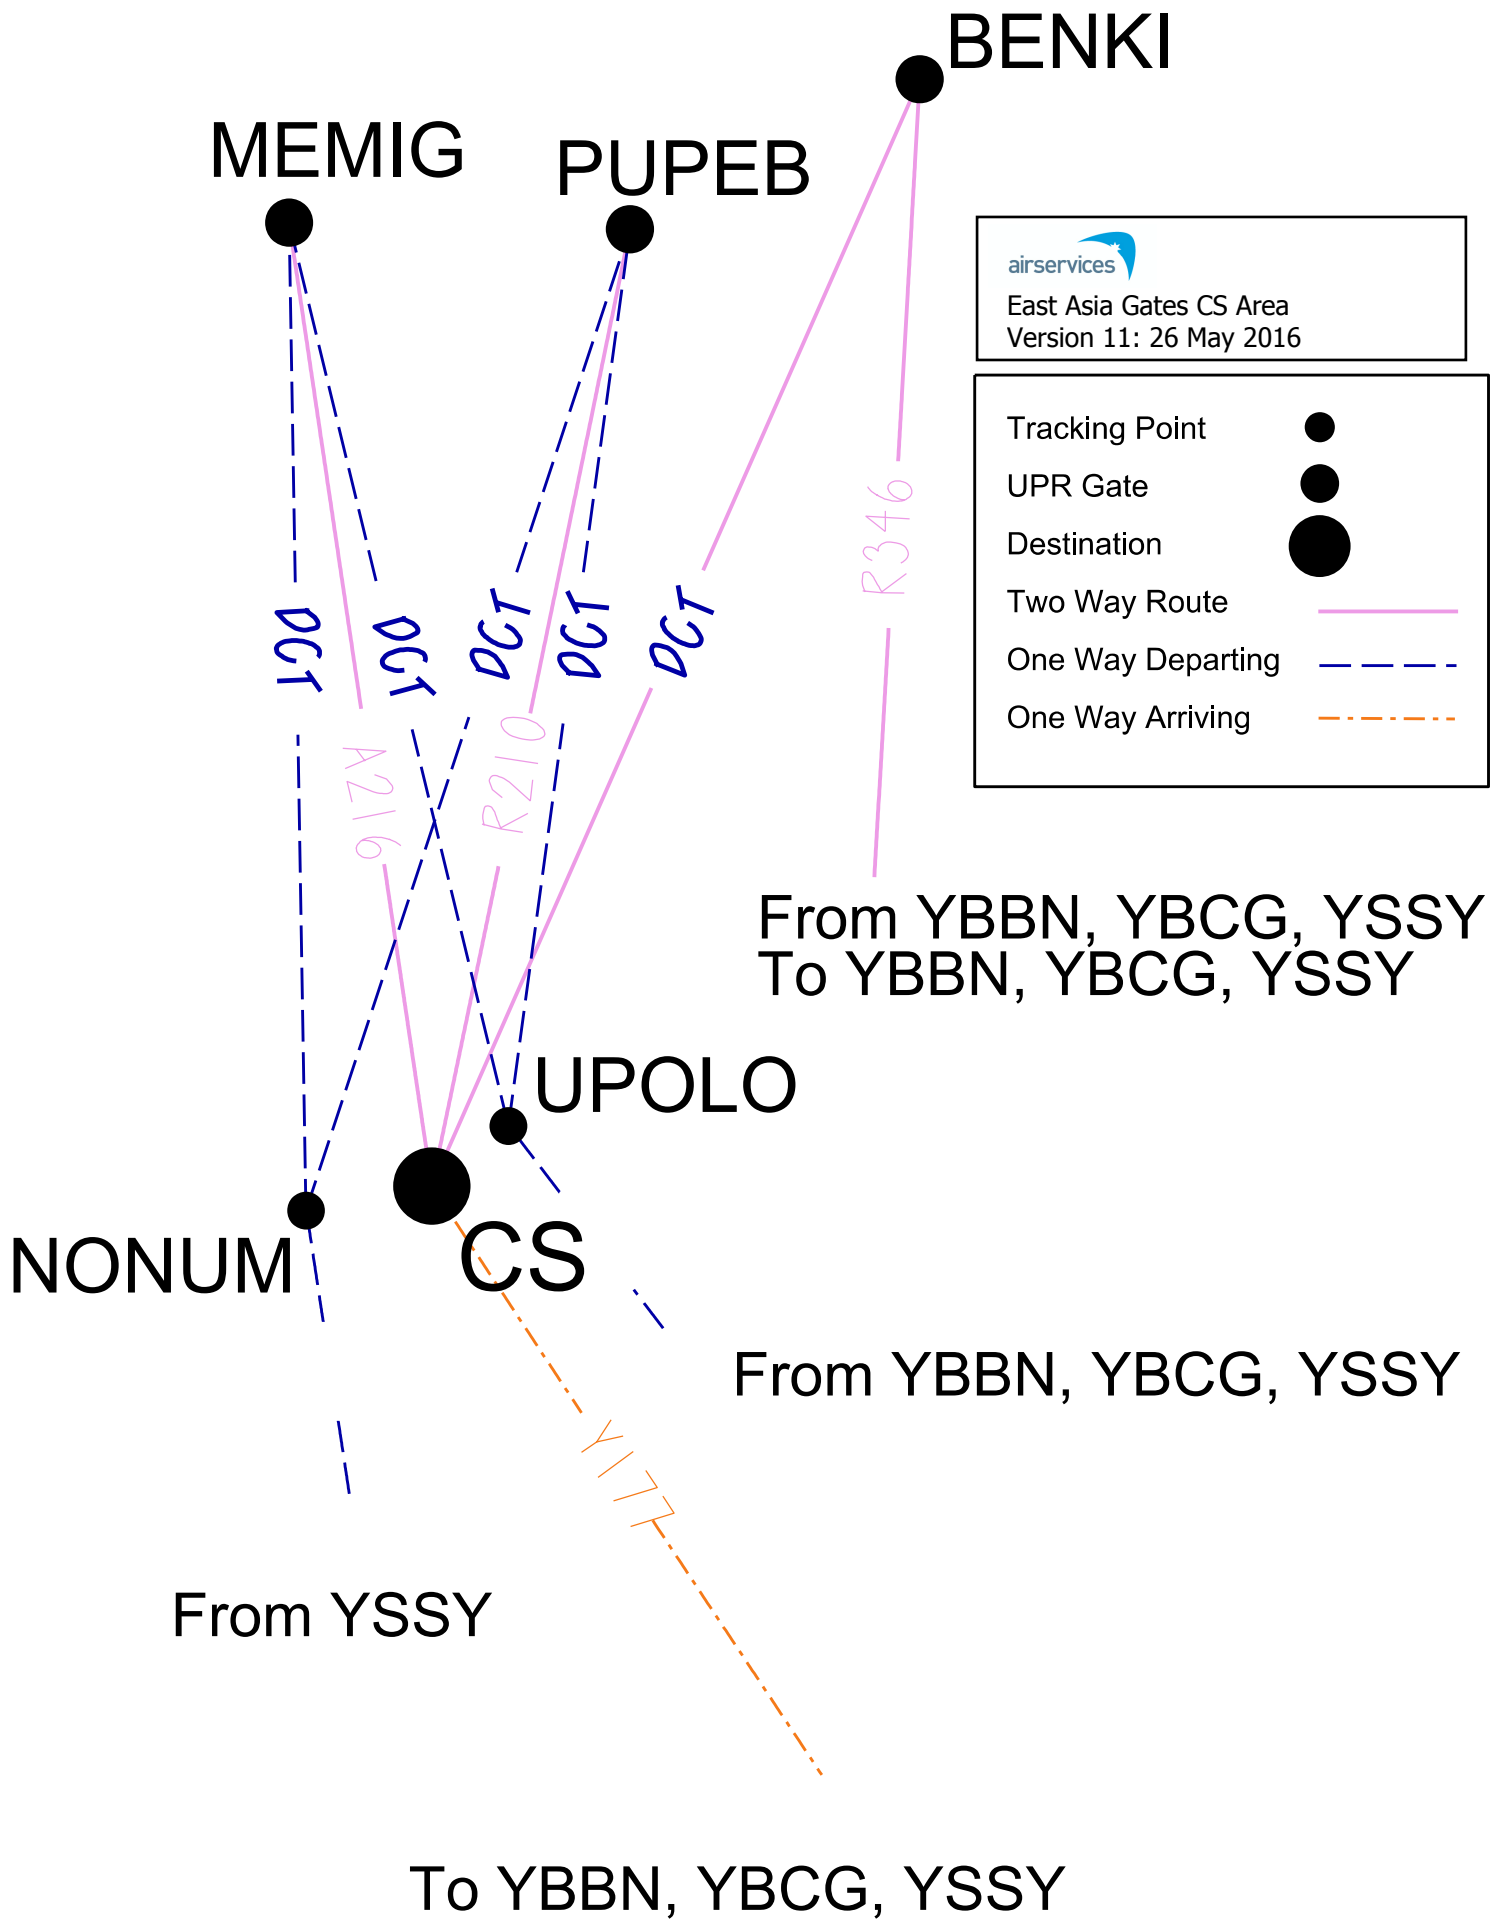 BENKI
MEMIG
PUPEB
airservices
East Asia Gates CS Area
Version 11: 26 May 2016
Tracking Point
UPR Gate
Destination
Two Way Route
One Way Departing
One Way Arriving
R346
DCT
DCT
DCT
DCT
DCT
A216
R210
From YBBN, YBCG, YSSY
To YBBN, YBCG, YSSY
UPOLO
CS
NONUM
From YBBN, YBCG, YSSY
Y177
From YSSY
To YBBN, YBCG, YSSY